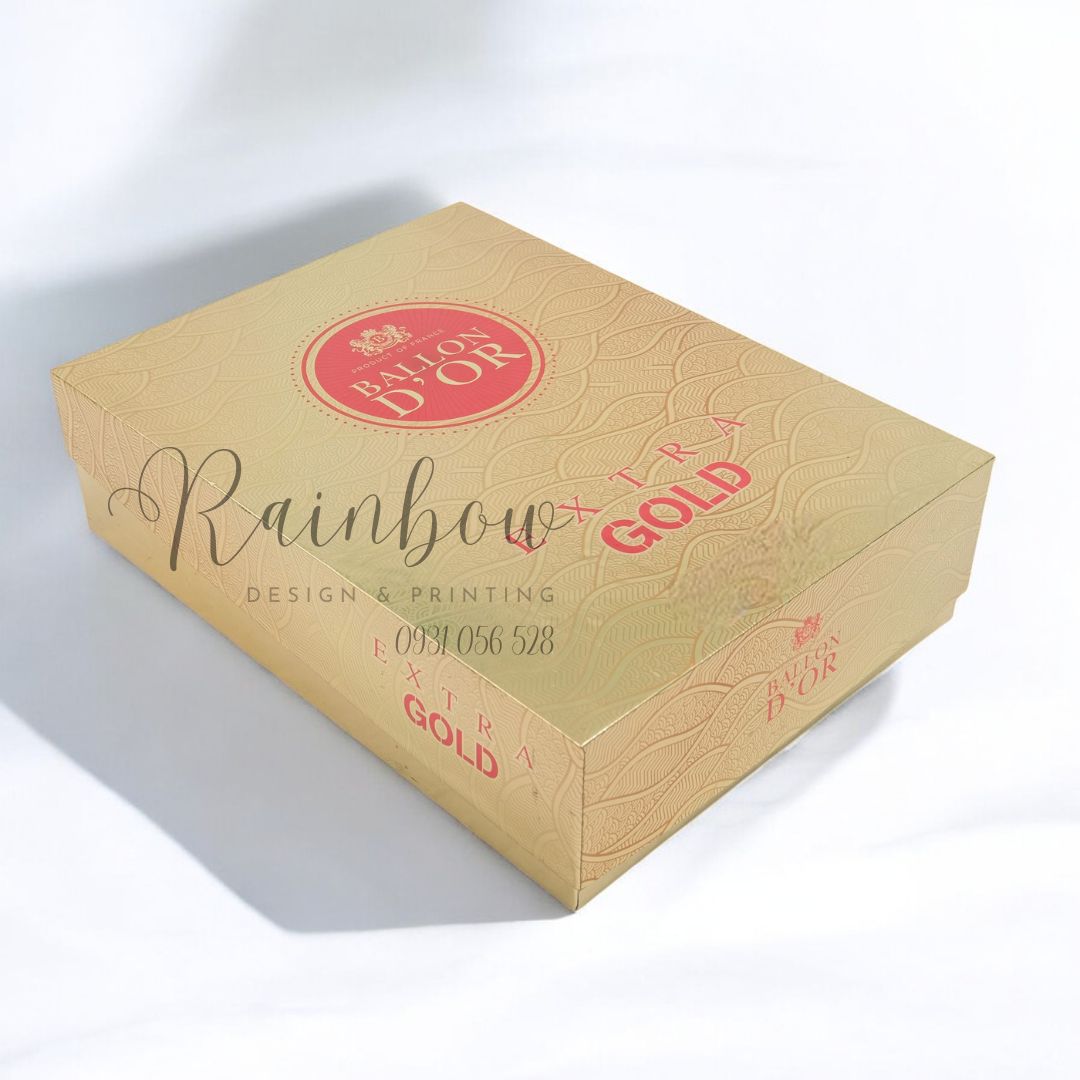 B
PRODUCT OF FRANCE
BALLON
D'OR
EXTRA
GOLD
Rainbow
DESIGN & PRINTING
0931 056 528
EXTRA
GOLD
BALLON
D'OR